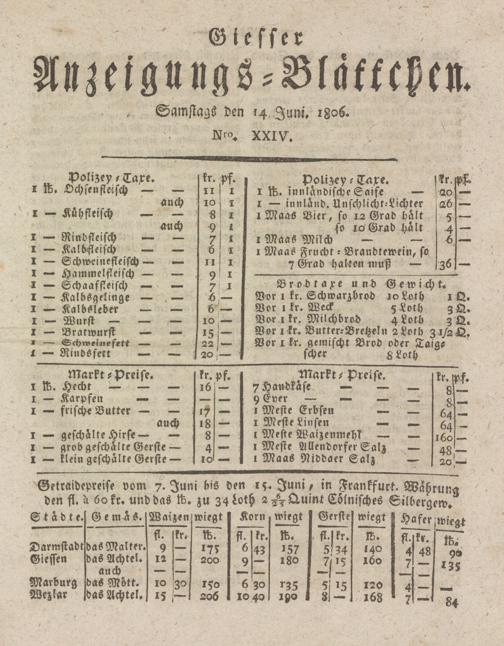 Giesser
Anzeigungs-Blättchen.
Samstags den 14. Juni. 1806.
Nro. XXIV.
Polizey-Taxe. kr. pf.
1 ℔. Ochsenfleisch — — 11 1
auch 10 1
1 — Kühfleisch — — 8 1
auch 9 1
1 — Rindfleisch — — 7 1
1 — Kalbfleisch — — 6 1
1 — Schweinefleisch — — 11 1
1 — Hammelfleisch — — 9 1
1 — Schaaffleisch — — 7 1
1 — Kalbsgelinge — — 6 —
1 — Kalbsleber — — 6 —
1 — Wurst — — 10 —
1 — Bratwurst — — 15 —
1 — Schweinefett — — 22 —
1 — Rindsfett — — 20 —
Polizey-Taxe. kr. pf.
1 ℔. innländische Saife — 20 —
1 — innländ. Unschlicht-Lichter 26 —
1 Maas Bier, so 12 Grad hält 5 —
so 10 Grad hält 4 —
1 Maas Milch — — 6 —
1 Maas Frucht-Brandtewein, so
7 Grad halten muß — 36 —
Brodtaxe und Gewicht.
Vor 1 kr. Schwarzbrod 10 Loth 1 Q.
Vor 1 kr. Weck 5 Loth 3 Q.
Vor 1 kr. Milchbrod 4 Loth 3 Q.
Vor 1 kr. Butter-Bretzeln 2 Loth 3 1/2 Q.
Vor 1 kr. gemischt Brod oder Taig-
scher 8 Loth
Markt-Preise. kr. pf.
1 ℔. Hecht — — 16 —
1 — Karpfen — — — —
1 — frische Butter — — 17 —
auch 18 —
1 — geschälte Hirse — — 8 —
1 — grob geschälte Gerste — 4 —
1 — klein geschälte Gerste — 10 —
Markt-Preise. kr. pf.
7 Handkäse — — 8 —
9 Eyer — — 8 —
1 Meste Erbsen — 64 —
1 Meste Linsen — 64 —
1 Meste Waizenmehl — 160 —
1 Meste Allendorfer Salz 48 —
1 Maas Niddaer Salz 20 —
Getraidepreise vom 7. Juni bis den 15. Juni, in Frankfurt. Währung
den fl. à 60 kr. und das ℔. zu 34 Loth 2 Quint Cölnisches Silbergew.
Städte. Gemäs. Waizen wiegt Korn wiegt Gerste wiegt Hafer wiegt
fl. kr. ℔. fl. kr. ℔. fl. kr. ℔. fl. kr. ℔.
Darmstadt das Malter. 9 — 175 6 43 157 5 34 140 4 48 90
Giessen das Achtel. 12 — 200 9 — 180 7 15 160 7 — 135
auch — — — — — — —
Marburg das Mött. 10 30 150 6 30 135 5 15 120 4 —
Wezlar das Achtel. 15 — 206 10 40 190 8 — 168 7 — 84